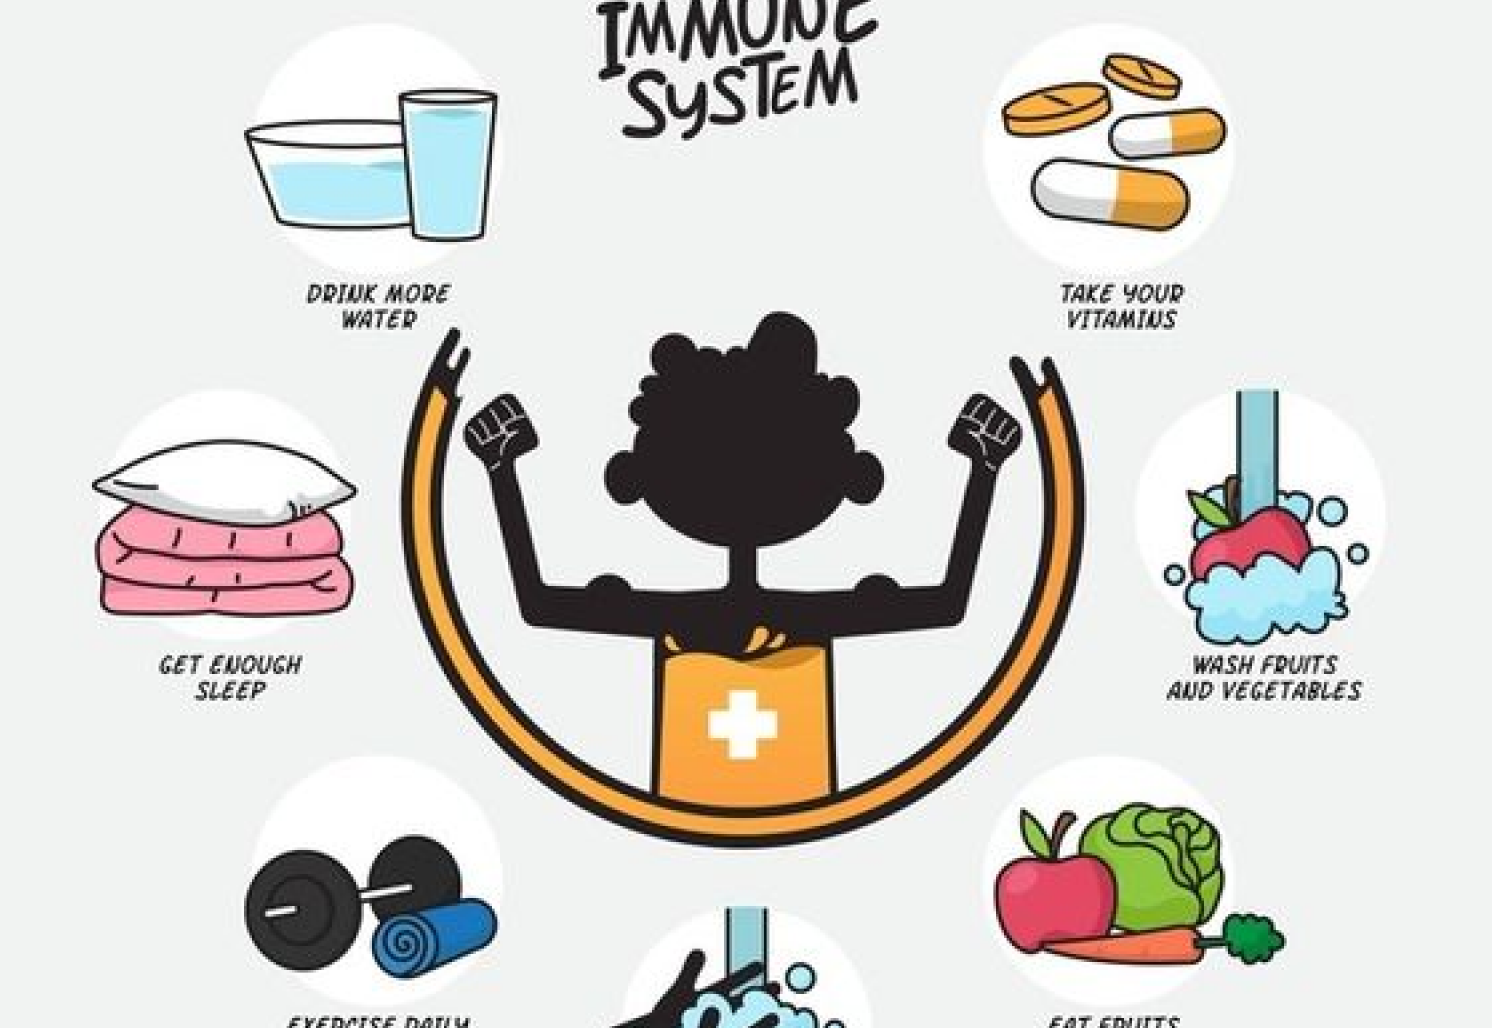 IMMUNE
SYSTEM
DRINK MORE
WATER
TAKE YOUR
VITAMINS
GET ENOUGH
SLEEP
WASH FRUITS
AND VEGETABLES
EXERCISE DAILY
EAT FRUITS